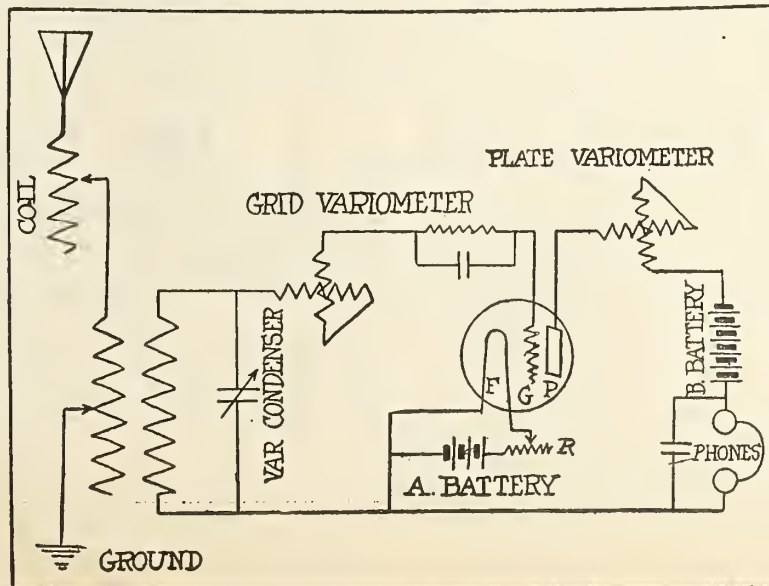 COIL
GRID VARIOMETER
PLATE VARIOMETER
VAR CONDENSER
F
G
P
R
A. BATTERY
B. BATTERY
PHONES
GROUND